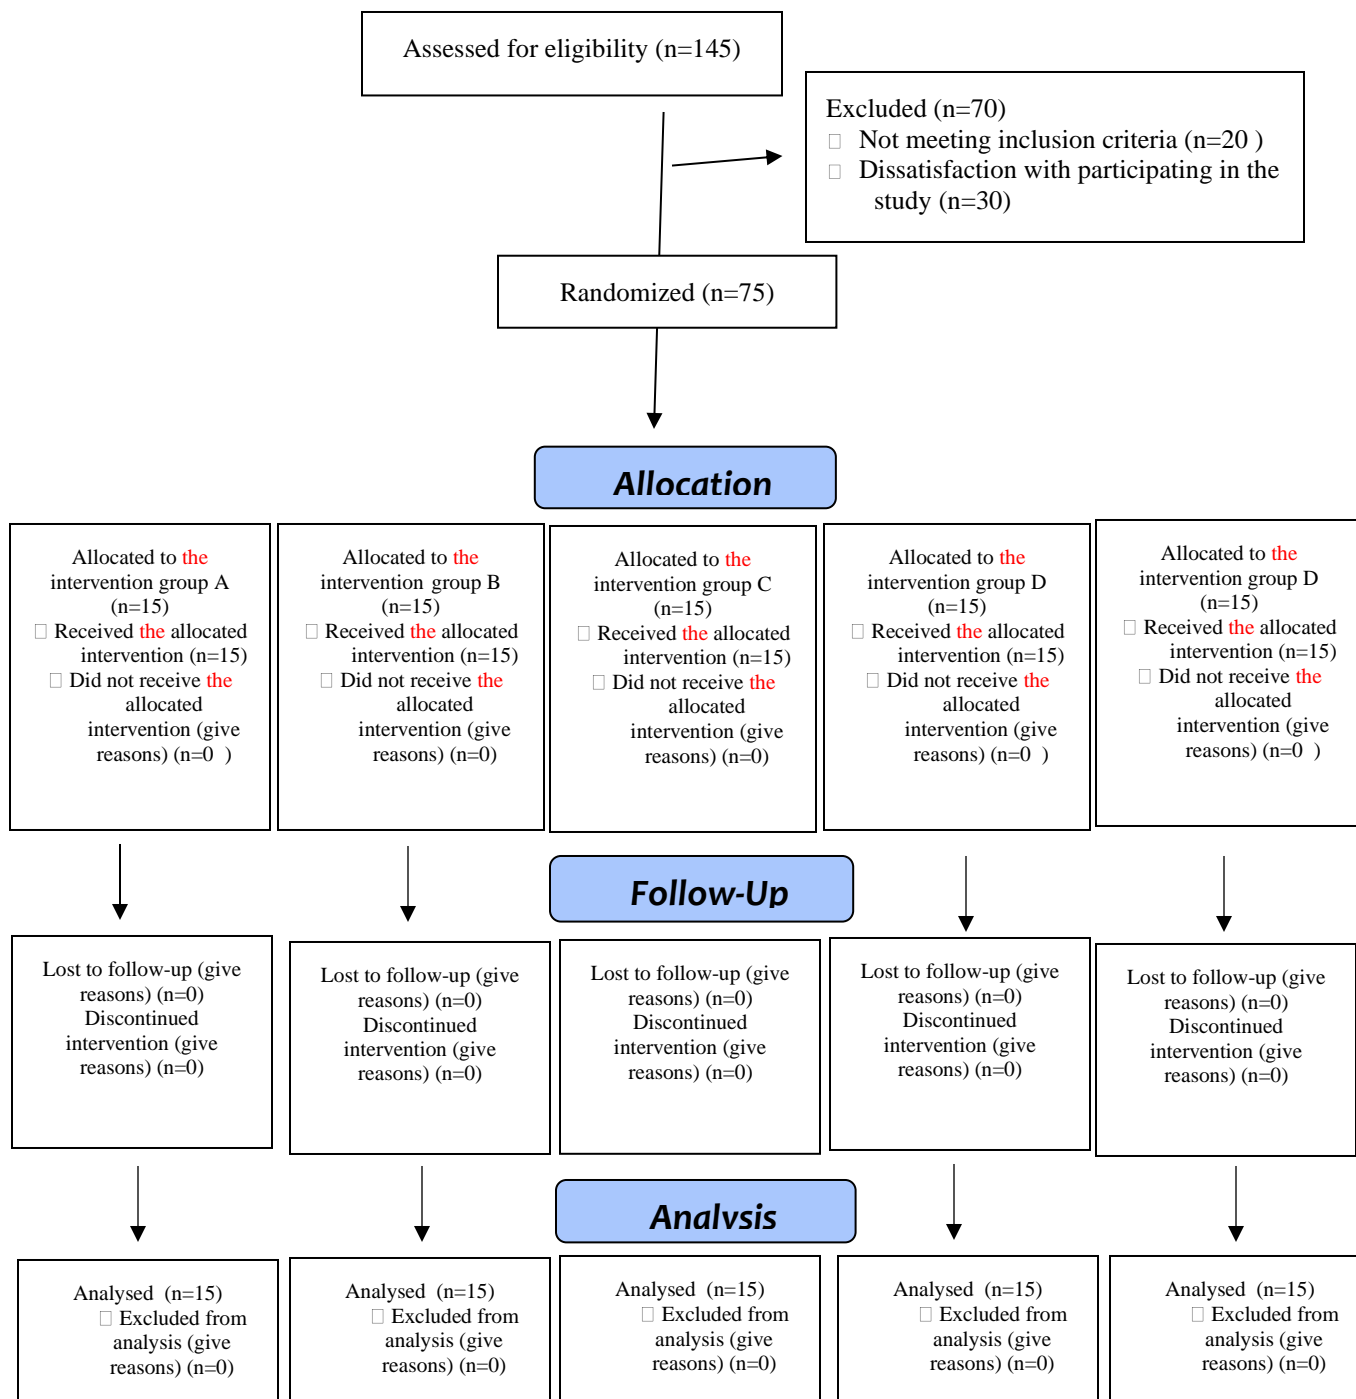 Assessed for eligibility (n=145)
Excluded (n=70)
□ Not meeting inclusion criteria (n=20 )
□ Dissatisfaction with participating in the
study (n=30)
Randomized (n=75)
Allocation
Allocated to the
intervention group A
(n=15)
□ Received the allocated
intervention (n=15)
□ Did not receive the
allocated
intervention (give
reasons) (n=0 )
Allocated to the
intervention group B
(n=15)
□ Received the allocated
intervention (n=15)
□ Did not receive the
allocated
intervention (give
reasons) (n=0)
Allocated to the
intervention group C
(n=15)
□ Received the allocated
intervention (n=15)
□ Did not receive the
allocated
intervention (give
reasons) (n=0)
Allocated to the
intervention group D
(n=15)
□ Received the allocated
intervention (n=15)
□ Did not receive the
allocated
intervention (give
reasons) (n=0 )
Allocated to the
intervention group D
(n=15)
□ Received the allocated
intervention (n=15)
□ Did not receive the
allocated
intervention (give
reasons) (n=0 )
Follow-Up
Lost to follow-up (give
reasons) (n=0)
Discontinued
intervention (give
reasons) (n=0)
Lost to follow-up (give
reasons) (n=0)
Discontinued
intervention (give
reasons) (n=0)
Lost to follow-up (give
reasons) (n=0)
Discontinued
intervention (give
reasons) (n=0)
Lost to follow-up (give
reasons) (n=0)
Discontinued
intervention (give
reasons) (n=0)
Lost to follow-up (give
reasons) (n=0)
Discontinued
intervention (give
reasons) (n=0)
Analysis
Analysed (n=15)
□ Excluded from
analysis (give
reasons) (n=0)
Analysed (n=15)
□ Excluded from
analysis (give
reasons) (n=0)
Analysed (n=15)
□ Excluded from
analysis (give
reasons) (n=0)
Analysed (n=15)
□ Excluded from
analysis (give
reasons) (n=0)
Analysed (n=15)
□ Excluded from
analysis (give
reasons) (n=0)